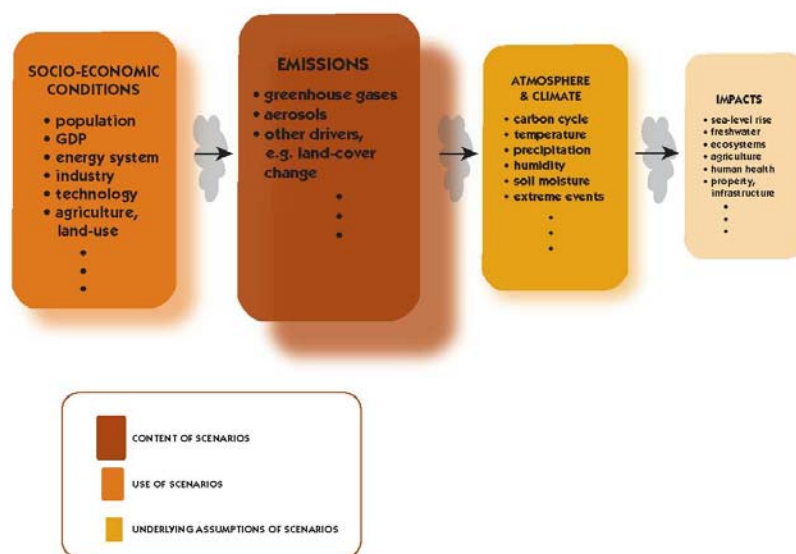 SOCIO-ECONOMIC
CONDITIONS
• population
• GDP
• energy system
• industry
• technology
• agriculture,
land-use
•
•
•
EMISSIONS
• greenhouse gases
• aerosols
• other drivers,
e.g. land-cover
change
•
•
•
ATMOSPHERE
& CLIMATE
• carbon cycle
• temperature
• precipitation
• humidity
• soil moisture
• extreme events
•
•
•
IMPACTS
• sea-level rise
• freshwater
• ecosystems
• agriculture
• human health
• property,
infrastructure
•
•
•
CONTENT OF SCENARIOS
USE OF SCENARIOS
UNDERLYING ASSUMPTIONS OF SCENARIOS